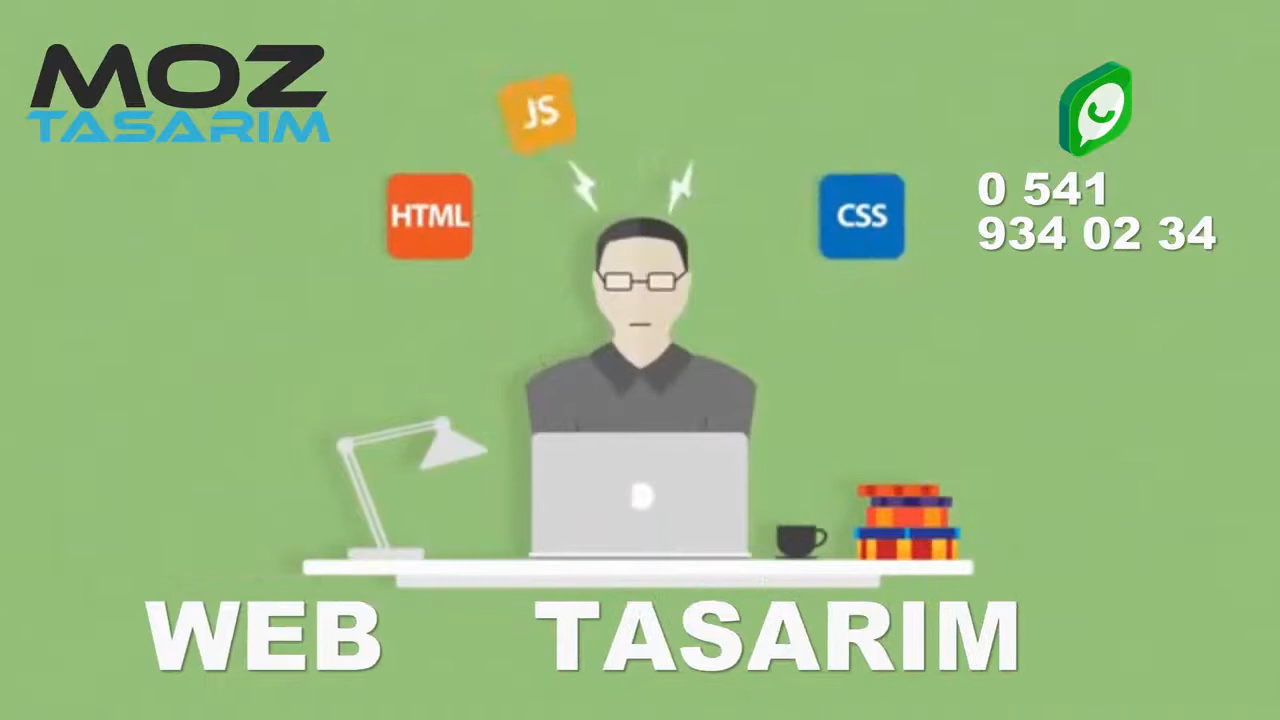 MOZ
TASARIM
JS
HTML
CSS
0 541
934 02 34
WEB TASARIM